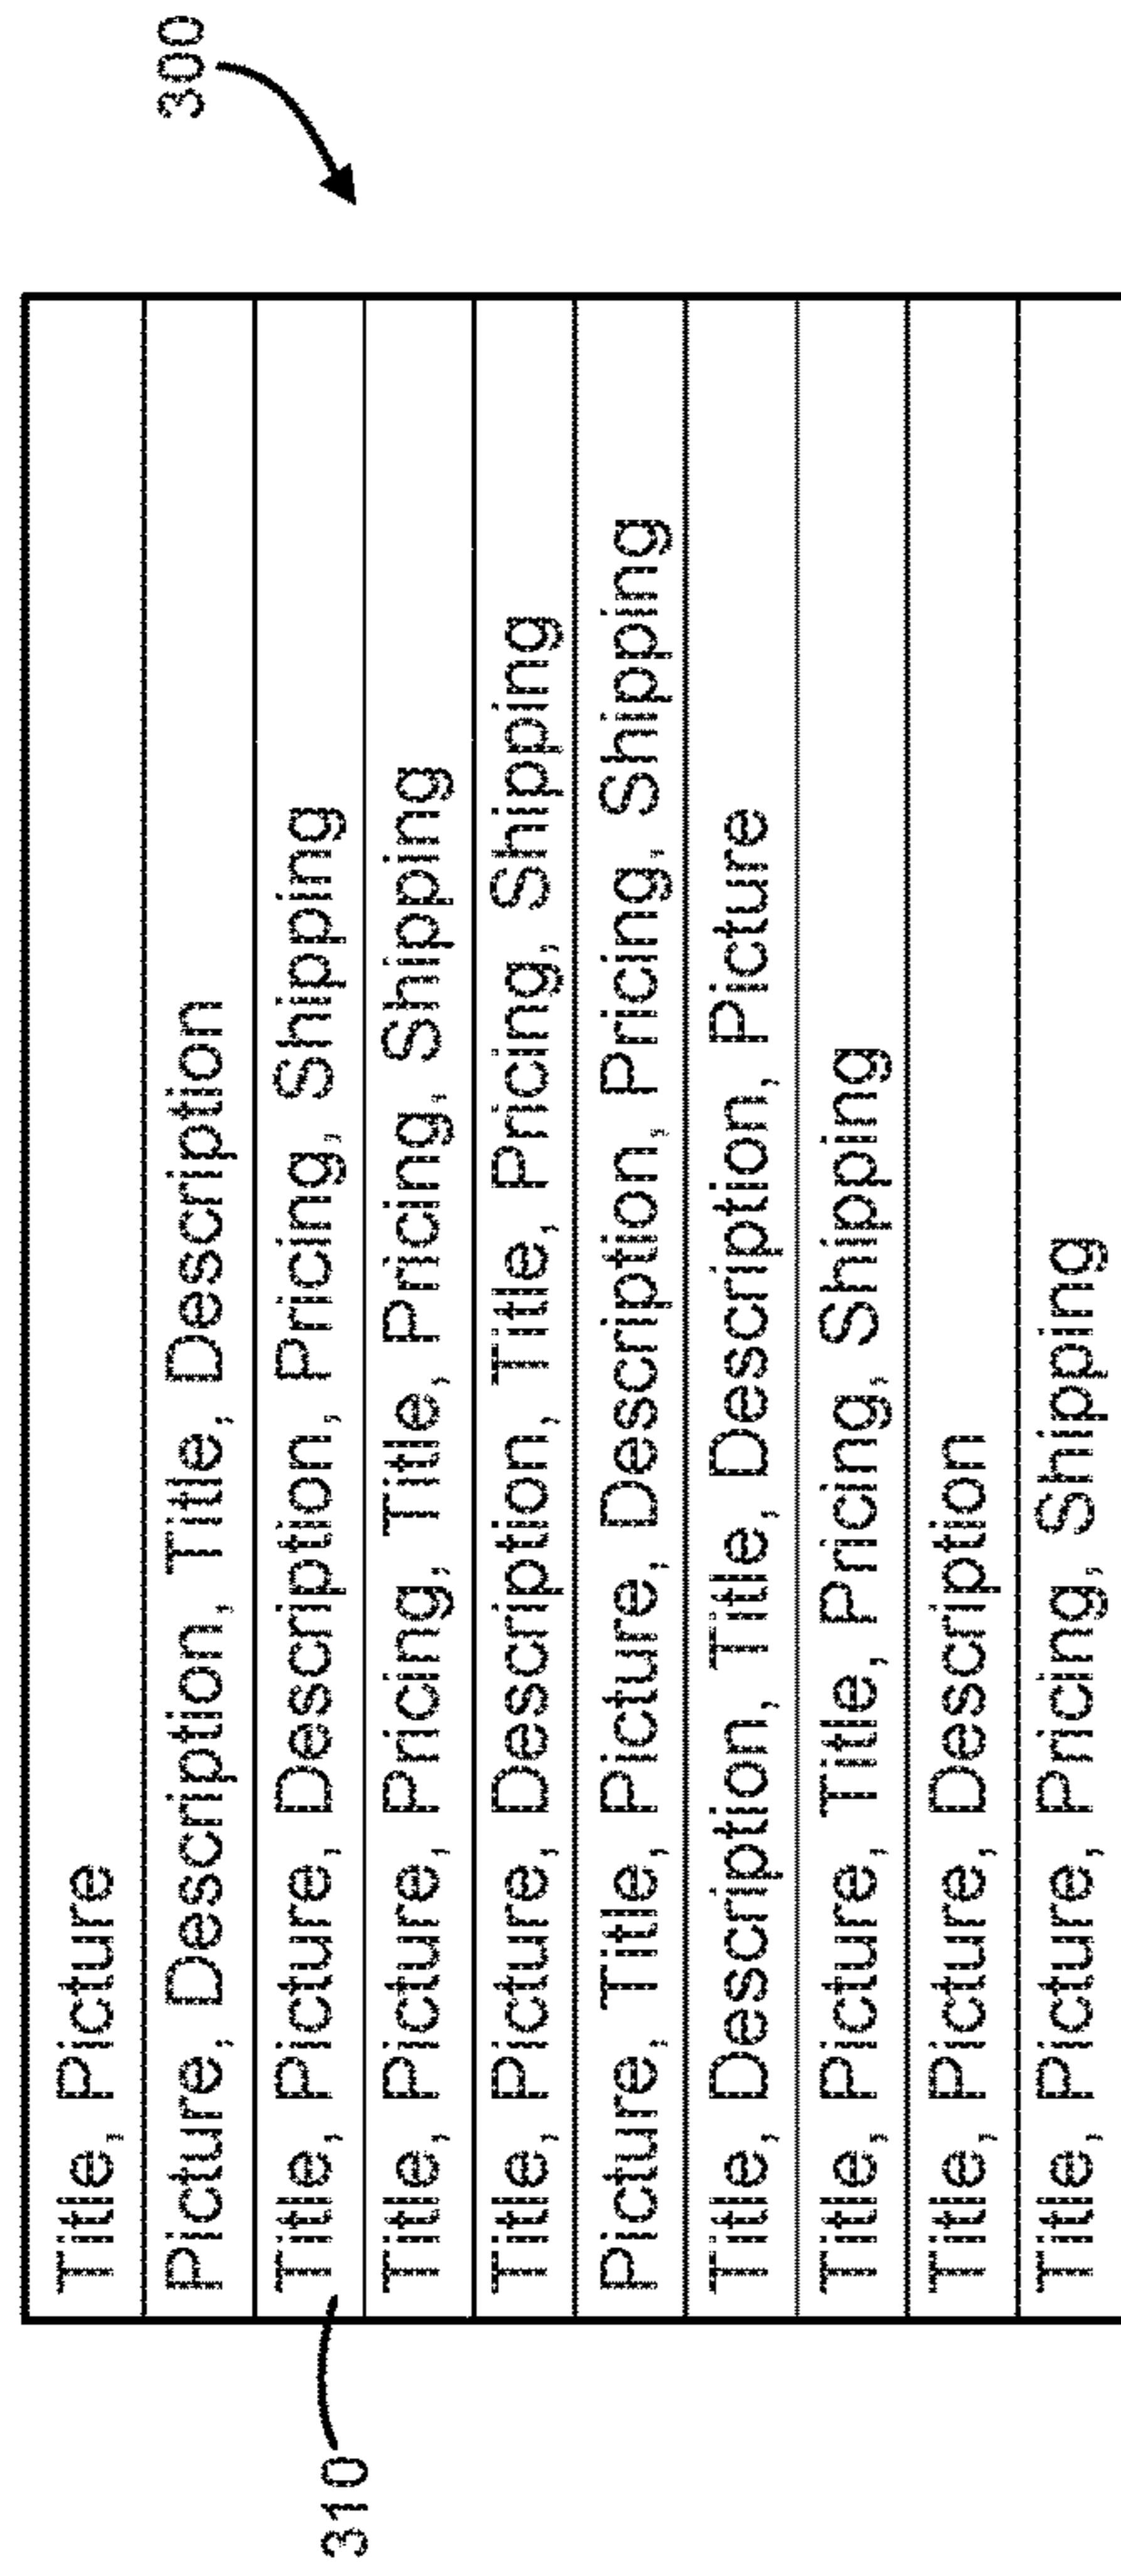 300
Title, Picture
Picture, Description, Title, Description
Title, Picture, Description, Pricing, Shipping
Title, Picture, Pricing, Title, Pricing, Shipping
Title, Picture, Description, Title, Pricing, Shipping
Picture, Title, Picture, Description, Pricing, Shipping
Title, Description, Title, Description, Picture
Title, Picture, Title, Pricing, Shipping
Title, Picture, Description
Title, Picture, Pricing, Shipping
310